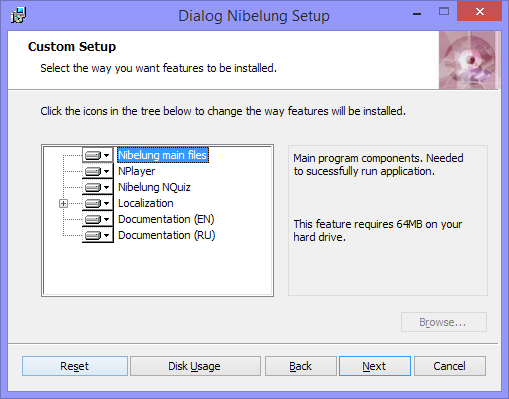 Dialog Nibelung Setup
Custom Setup
Select the way you want features to be installed.
Click the icons in the tree below to change the way features will be installed.
Nibelung main files
NPlayer
Nibelung NQuiz
Localization
Documentation (EN)
Documentation (RU)
Main program components. Needed
to sucessfully run application.
This feature requires 64MB on your
hard drive.
Browse...
Reset
Disk Usage
Back
Next
Cancel